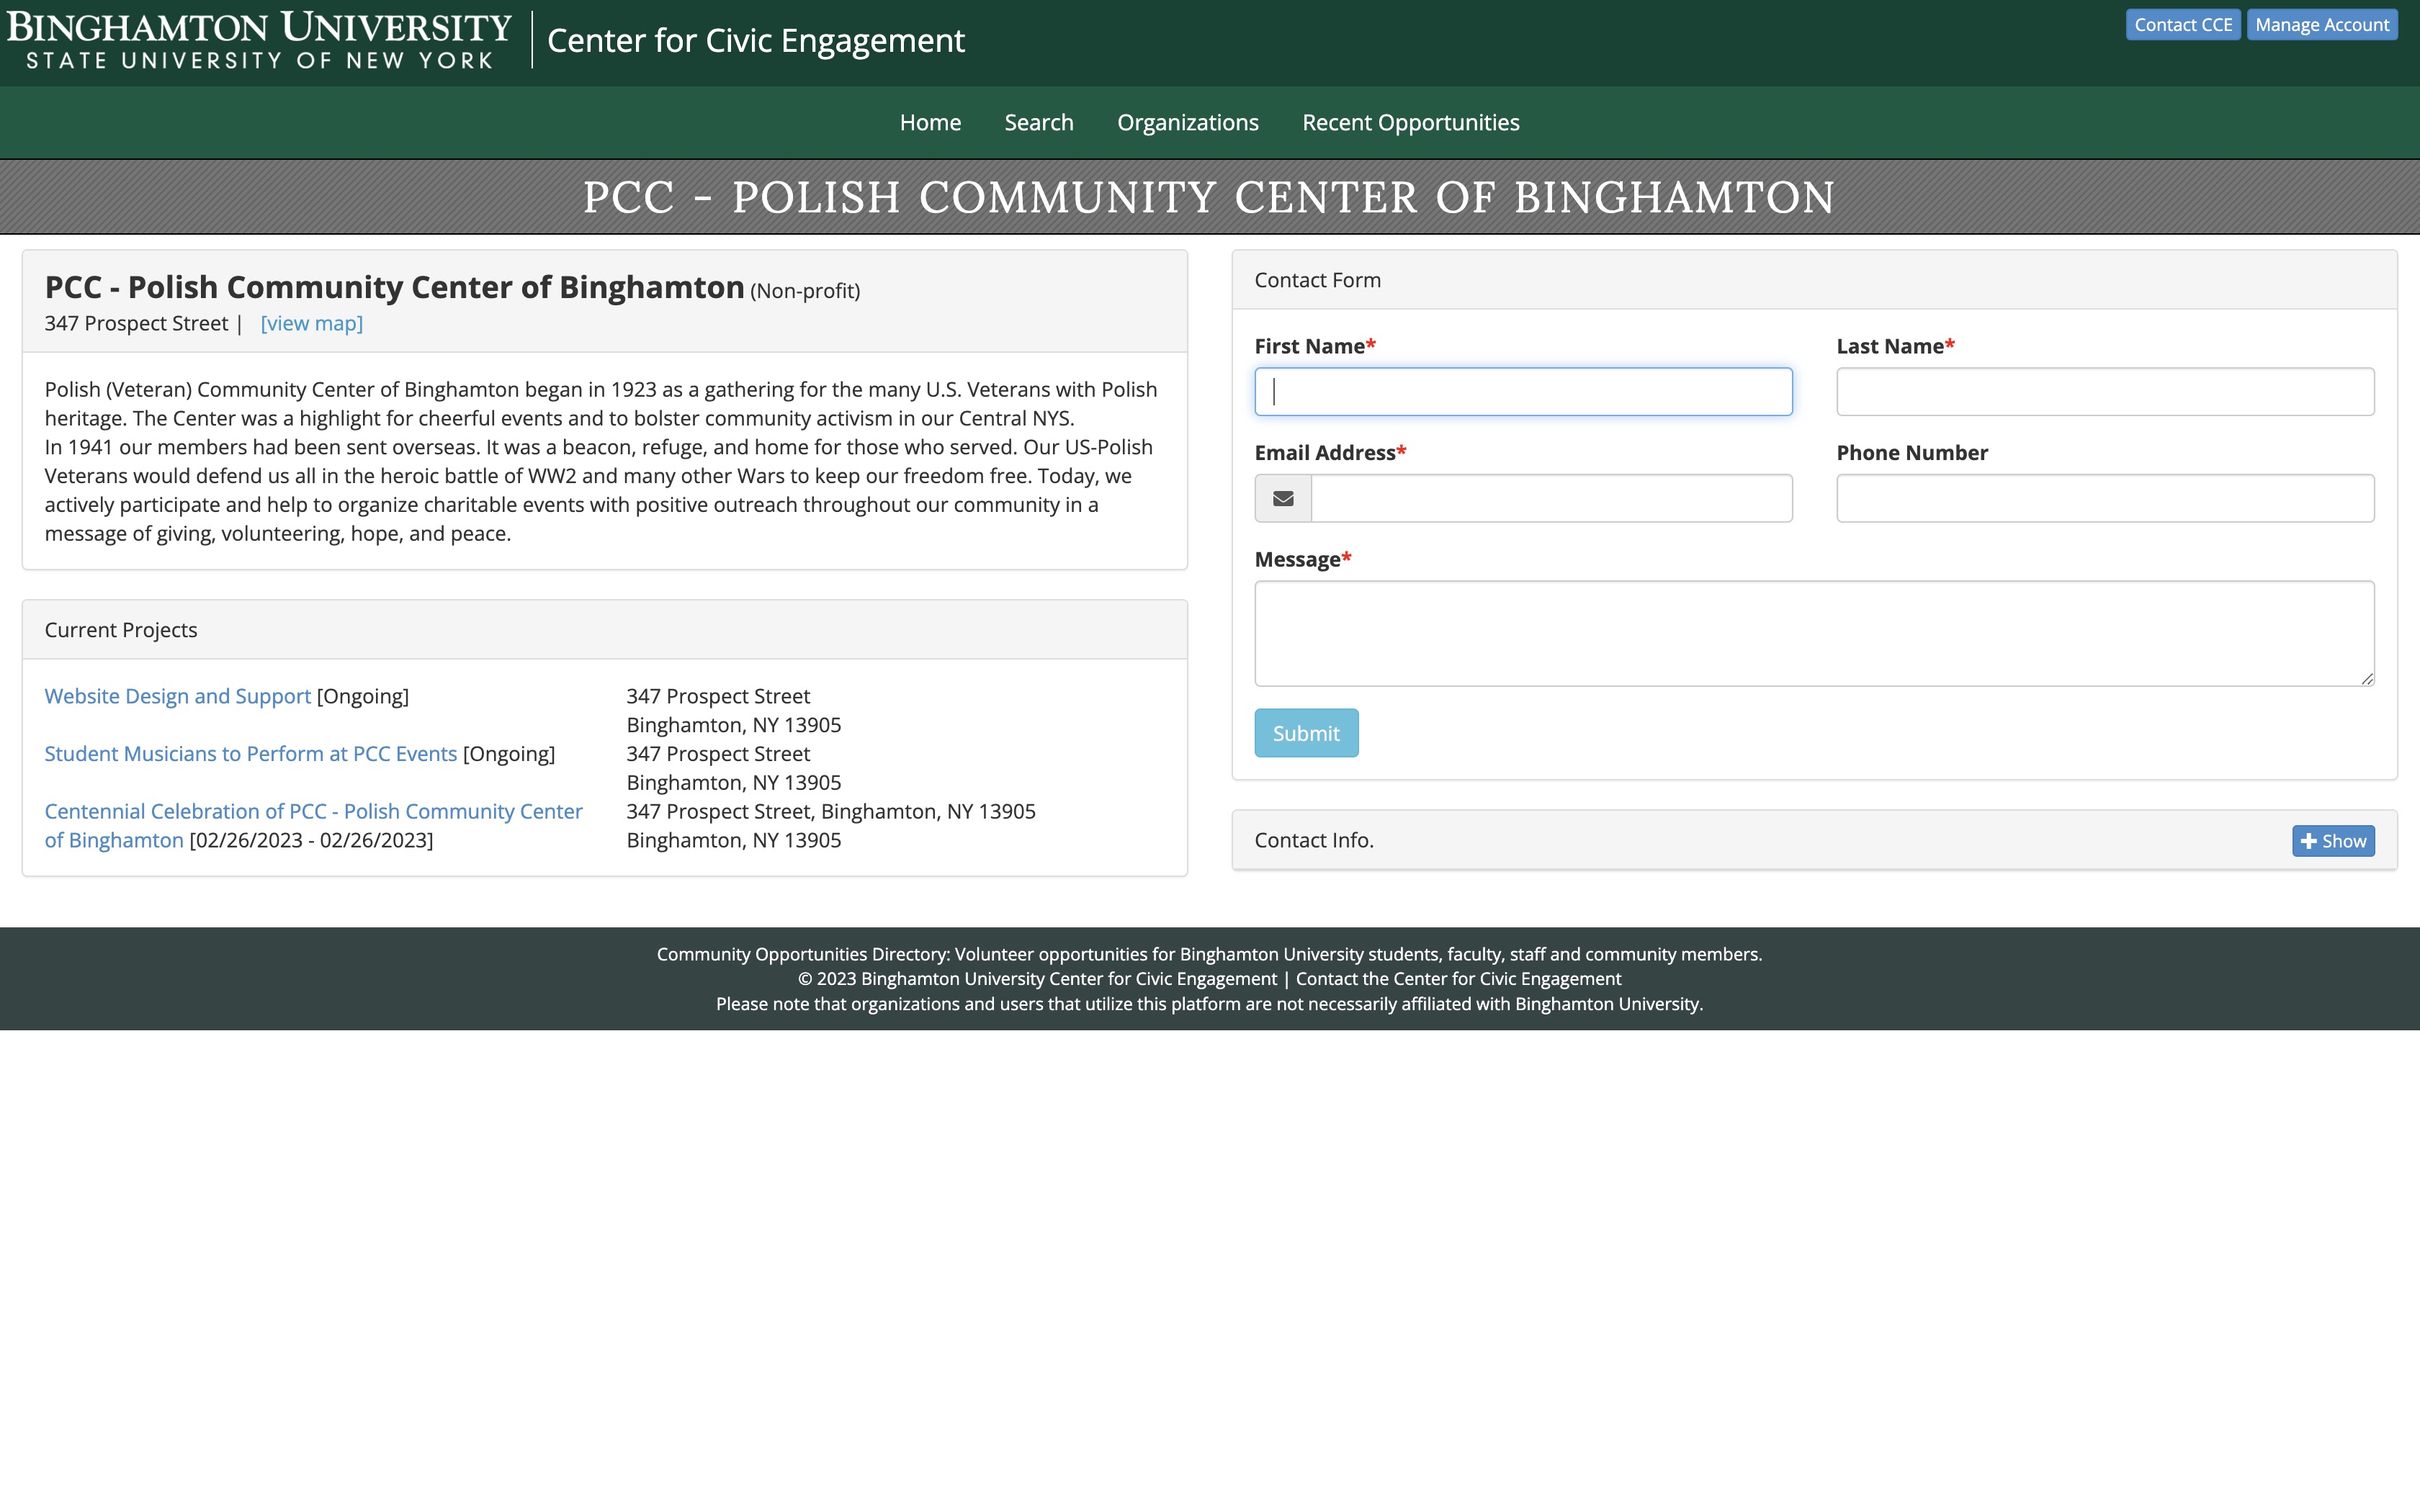 BINGHAMTON UNIVERSITY
STATE UNIVERSITY OF NEW YORK
Center for Civic Engagement
Contact CCE
Manage Account
Home
Search
Organizations
Recent Opportunities
PCC - POLISH COMMUNITY CENTER OF BINGHAMTON
PCC - Polish Community Center of Binghamton (Non-profit)
347 Prospect Street | [view map]
Polish (Veteran) Community Center of Binghamton began in 1923 as a gathering for the many U.S. Veterans with Polish
heritage. The Center was a highlight for cheerful events and to bolster community activism in our Central NYS.
In 1941 our members had been sent overseas. It was a beacon, refuge, and home for those who served. Our US-Polish
Veterans would defend us all in the heroic battle of WW2 and many other Wars to keep our freedom free. Today, we
actively participate and help to organize charitable events with positive outreach throughout our community in a
message of giving, volunteering, hope, and peace.
Current Projects
Website Design and Support [Ongoing]
347 Prospect Street
Binghamton, NY 13905
Student Musicians to Perform at PCC Events [Ongoing]
347 Prospect Street
Binghamton, NY 13905
Centennial Celebration of PCC - Polish Community Center
of Binghamton [02/26/2023 - 02/26/2023]
347 Prospect Street, Binghamton, NY 13905
Binghamton, NY 13905
Contact Form
First Name*
Last Name*
Email Address*
Phone Number
Message*
Submit
Contact Info.
Show
Community Opportunities Directory: Volunteer opportunities for Binghamton University students, faculty, staff and community members.
© 2023 Binghamton University Center for Civic Engagement | Contact the Center for Civic Engagement
Please note that organizations and users that utilize this platform are not necessarily affiliated with Binghamton University.